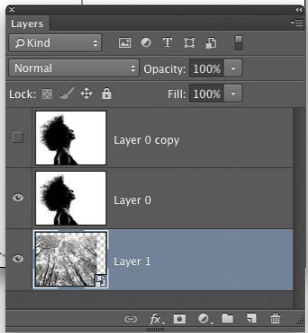 Layers
Kind
Normal Opacity: 100%
Lock: Fill: 100%
Layer 0 copy
Layer 0
Layer 1
fx.